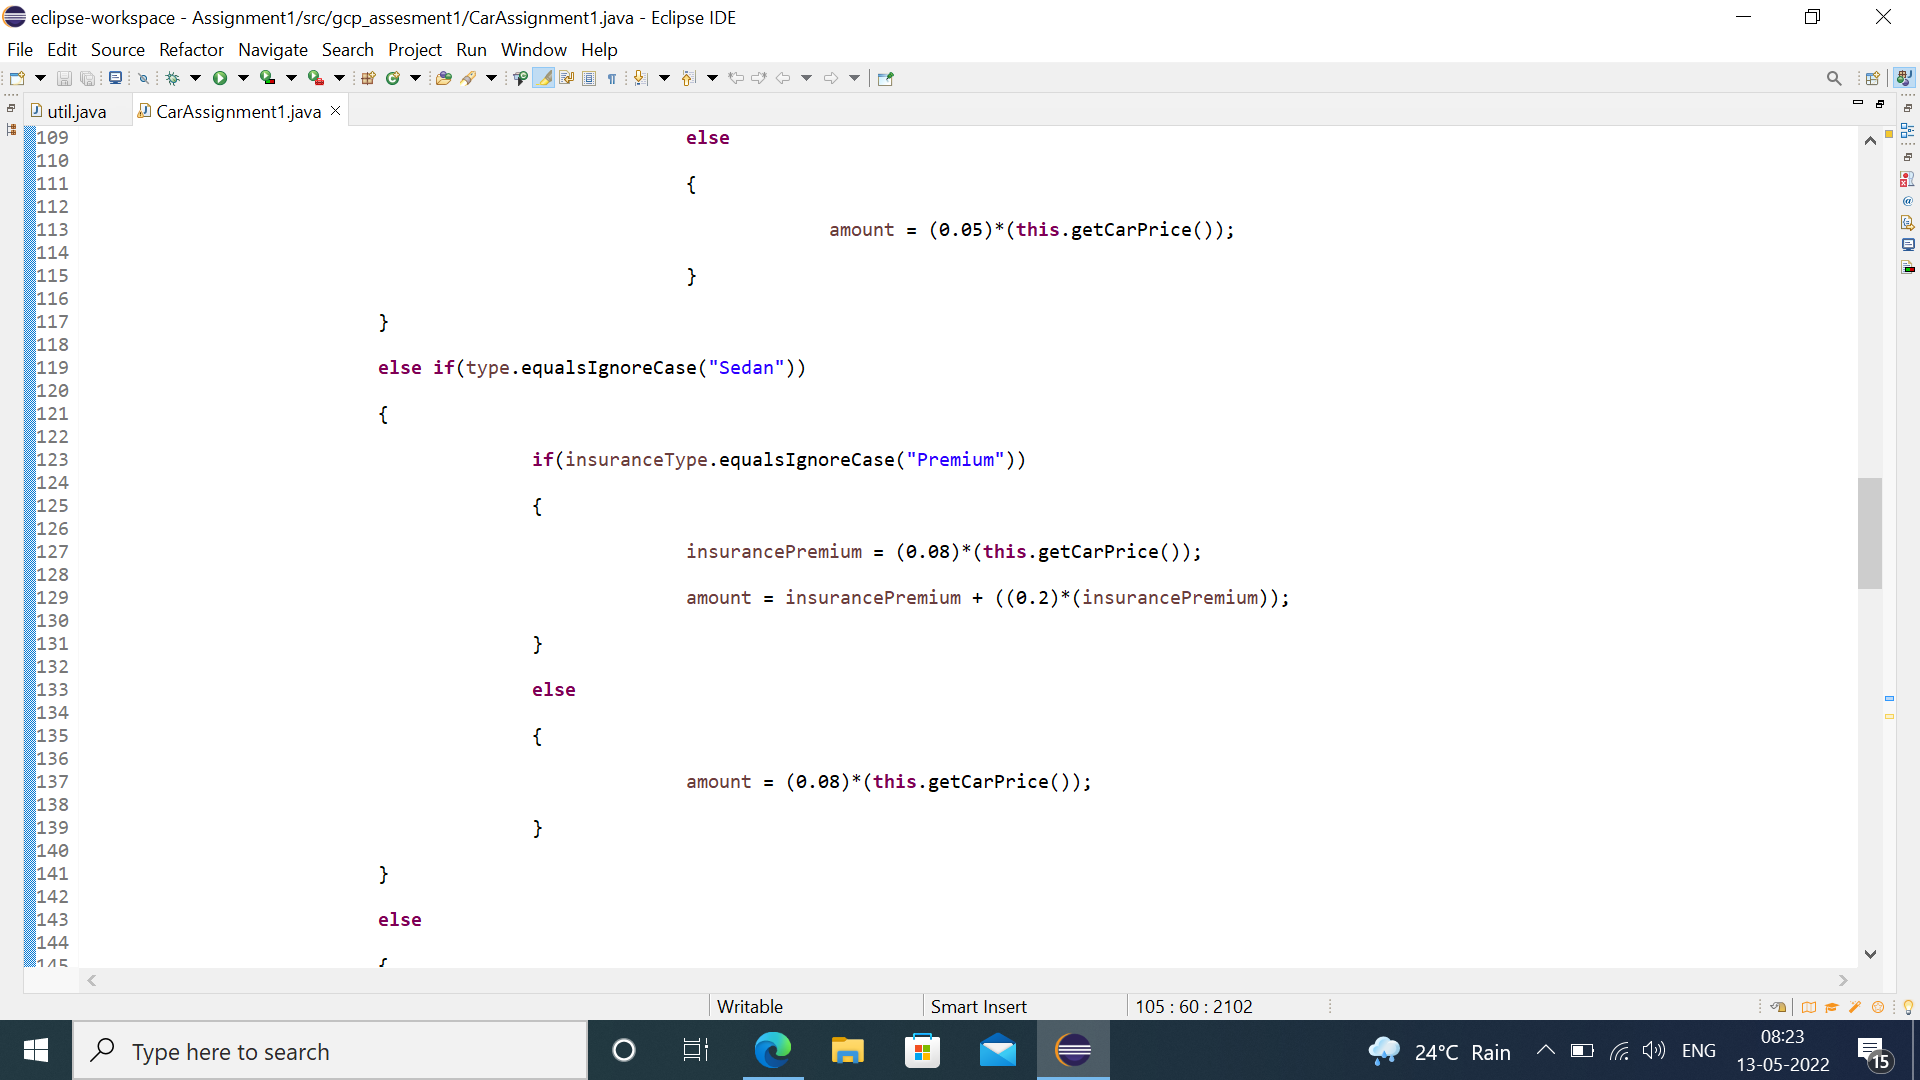 eclipse-workspace - Assignment1/src/gcp_assesment1/CarAssignment1.java - Eclipse IDE
File Edit Source Refactor Navigate Search Project Run Window Help
util.java CarAssignment1.java
109 else
110
111 {
112
113 amount = (0.05)*(this.getCarPrice());
114
115 }
116
117 }
118
119 else if(type.equalsIgnoreCase("Sedan"))
120
121 {
122
123 if(insuranceType.equalsIgnoreCase("Premium"))
124
125 {
126
127 insurancePremium = (0.08)*(this.getCarPrice());
128
129 amount = insurancePremium + ((0.2)*(insurancePremium));
130
131 }
132
133 else
134
135 {
136
137 amount = (0.08)*(this.getCarPrice());
138
139 }
140
141 }
142
143 else
144
145 {
Writable Smart Insert 105 : 60 : 2102
Type here to search
24°C Rain ENG 08:23 13-05-2022 15